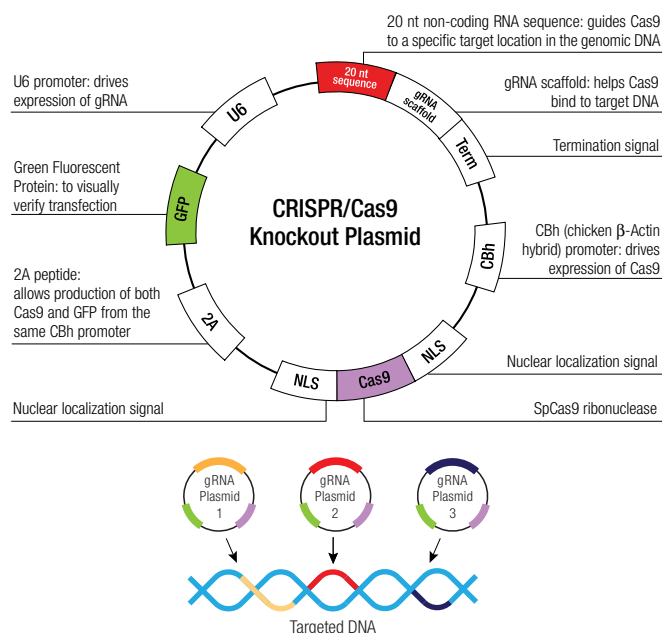 20 nt non-coding RNA sequence: guides Cas9
to a specific target location in the genomic DNA
U6 promoter: drives
expression of gRNA
gRNA scaffold: helps Cas9
bind to target DNA
Termination signal
Green Fluorescent
Protein: to visually
verify transfection
CBh (chicken β-Actin
hybrid) promoter: drives
expression of Cas9
2A peptide:
allows production of both
Cas9 and GFP from the
same CBh promoter
Nuclear localization signal
Nuclear localization signal
SpCas9 ribonuclease
20 nt
sequence
gRNA
scaffold
Term
CBh
NLS
Cas9
NLS
2A
GFP
U6
CRISPR/Cas9
Knockout Plasmid
gRNA
Plasmid
1
gRNA
Plasmid
2
gRNA
Plasmid
3
Targeted DNA